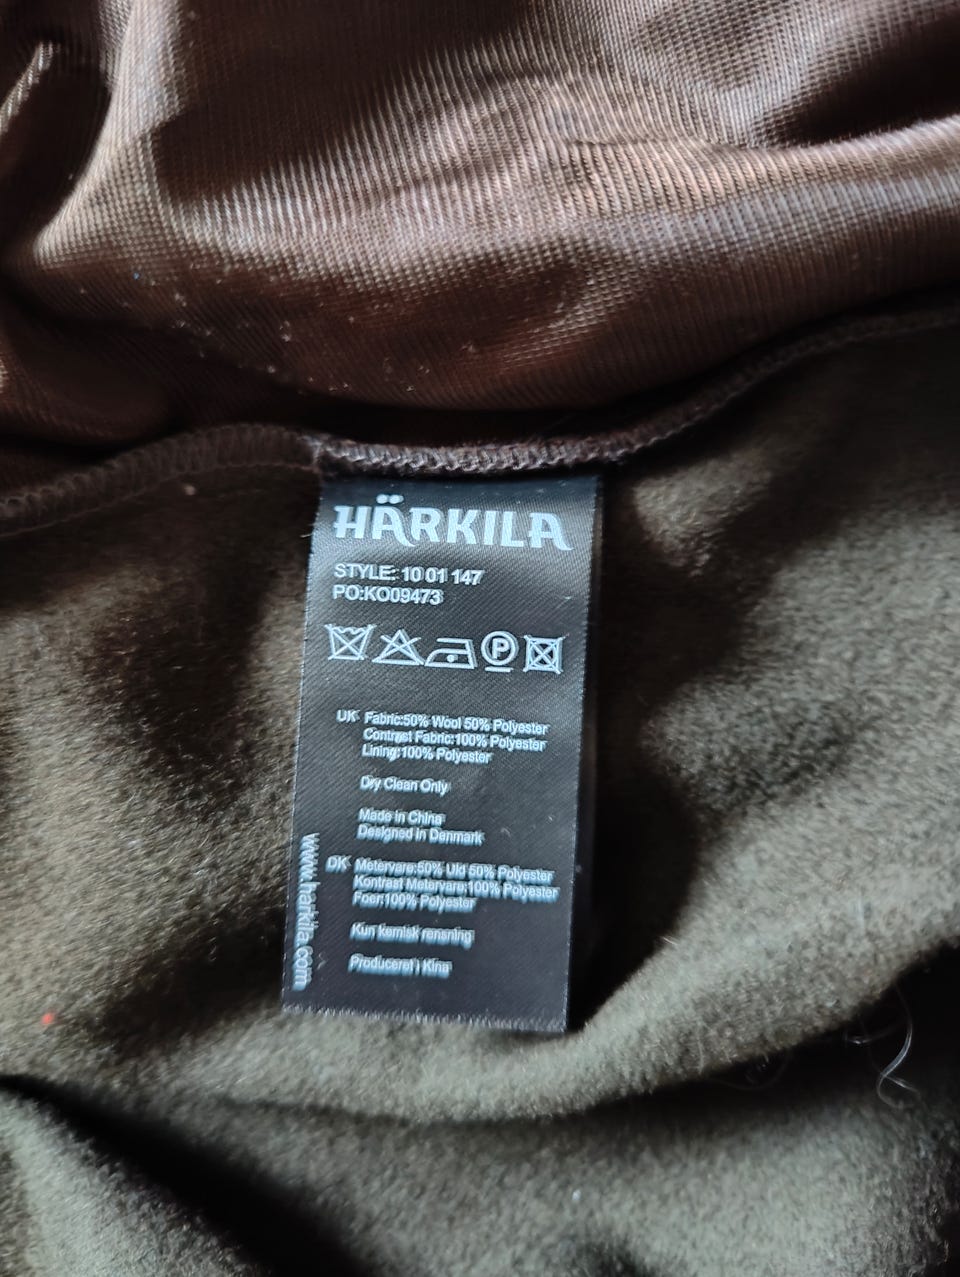 HÄRKILA
STYLE: 10 01 147
PO:KO09473
P
UK Fabric:50% Wool 50% Polyester
Contrast Fabric:100% Polyester
Lining:100% Polyester
Dry Clean Only
Made in China
Designed in Denmark
DK Metervare:50% Uld 50% Polyester
Kontrast Metervare:100% Polyester
Foer:100% Polyester
Kun kemisk rensning
Produceret i Kina
www.harkila.com